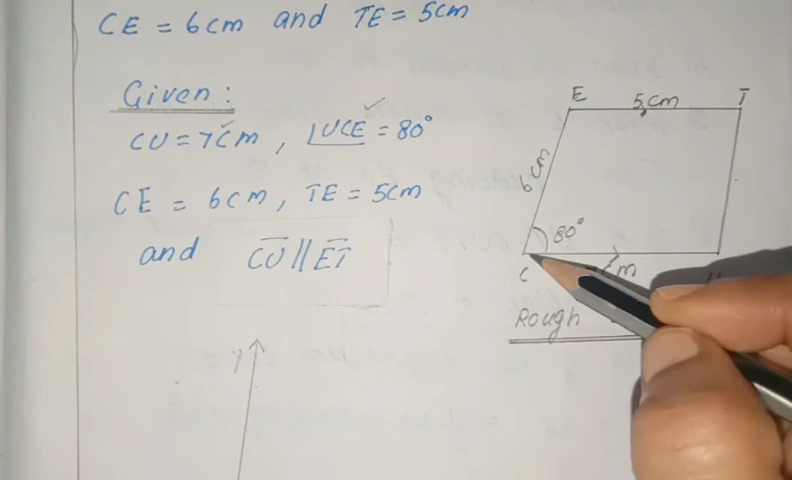 CE = 6cm and TE = 5cm
Given :
CU = 7cm , ∠UCE = 80°
CE = 6cm, TE = 5cm
and CU || ET
E 5cm T
6cm
80°
C cm
Rough
Y